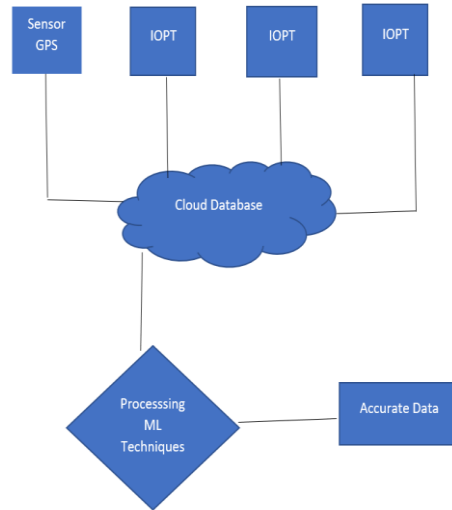 Sensor
GPS
IOPT
IOPT
IOPT
Cloud Database
Processsing
ML
Techniques
Accurate Data